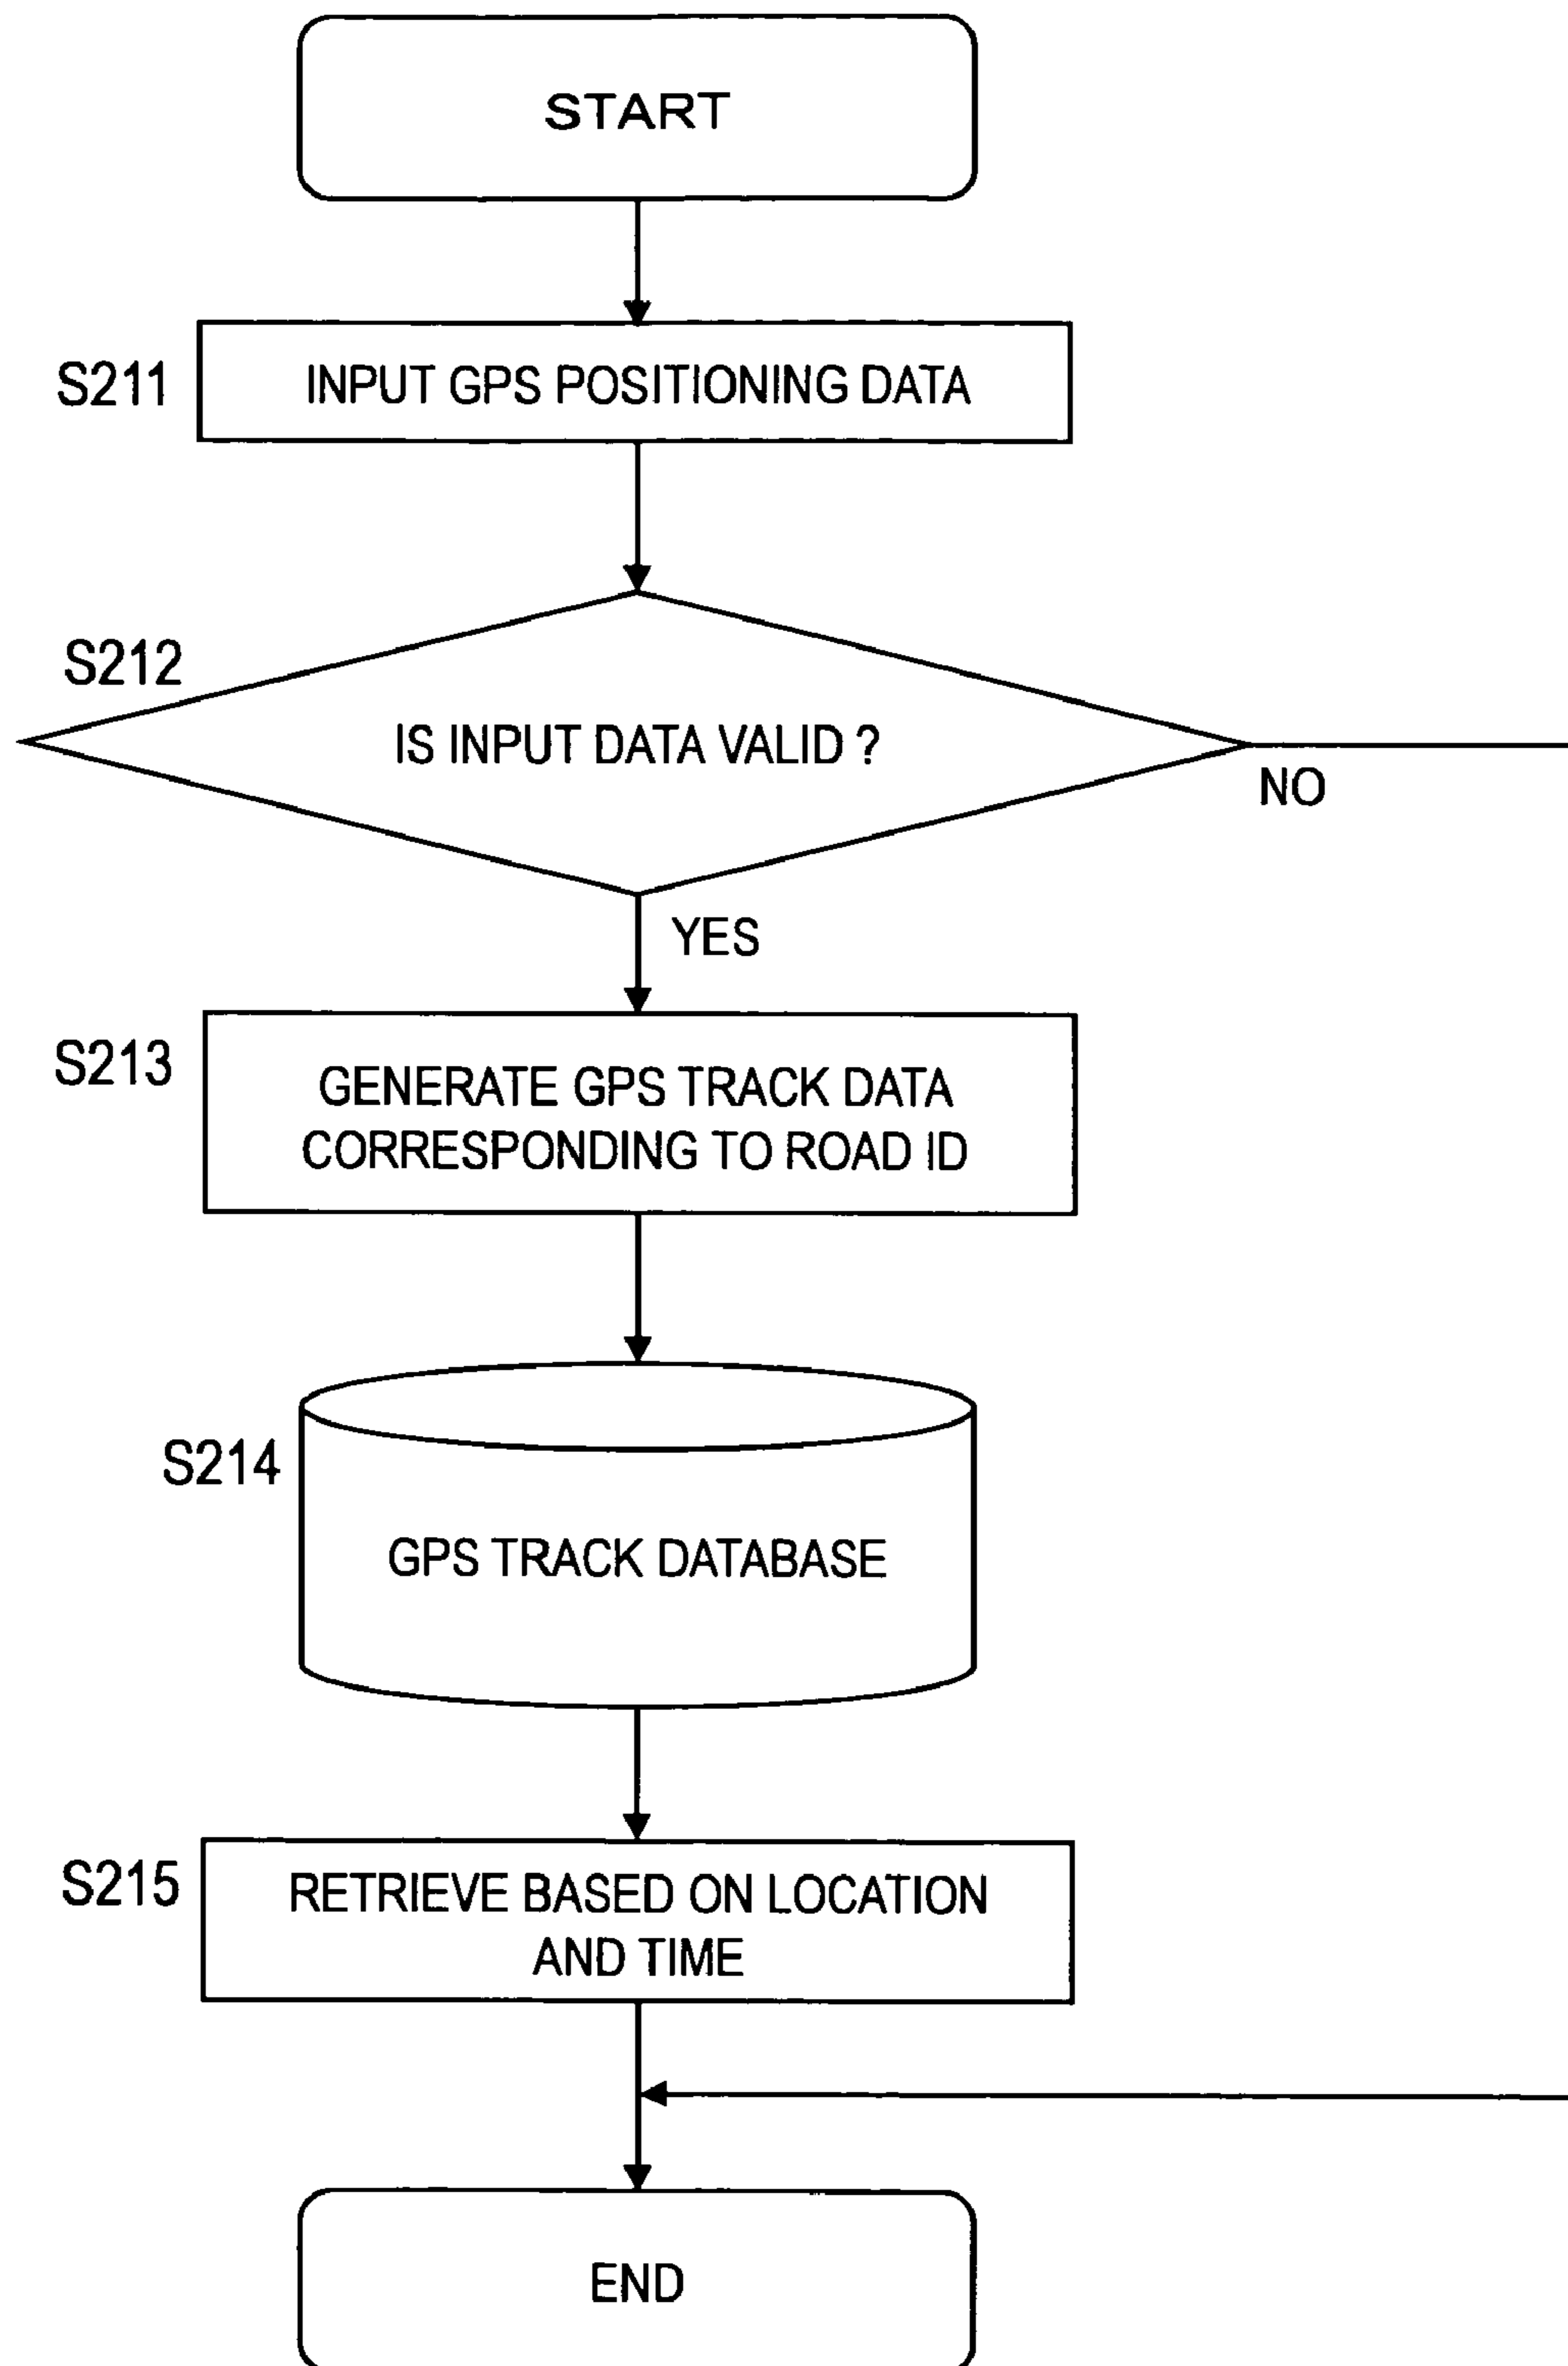 START
S211
INPUT GPS POSITIONING DATA
S212
IS INPUT DATA VALID ?
NO
YES
S213
GENERATE GPS TRACK DATA
CORRESPONDING TO ROAD ID
S214
GPS TRACK DATABASE
S215
RETRIEVE BASED ON LOCATION
AND TIME
END